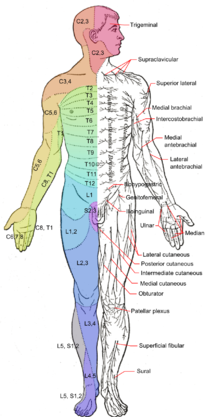 C2,3
Trigeminal
C2,3
Supraclavicular
C3,4
Superior lateral
T2
T3
T4
C5,6
T5
Medial brachial
T6
Intercostobrachial
T1
T7
T8
Medial
antebrachial
T9
C5,6
T10
Lateral
antebrachial
T11
C8, T1
T12
Iliohypogastric
L1
Genitofemoral
S2,3
Ilioinguinal
C8, T1
Ulnar
Median
C6,7,8
L1,2
Lateral cutaneous
Posterior cutaneous
L2,3
Intermediate cutaneous
Medial cutaneous
Obturator
Patellar plexus
L3,4
L5, S1,2
Superficial fibular
L4,5
Sural
L5, S1,2